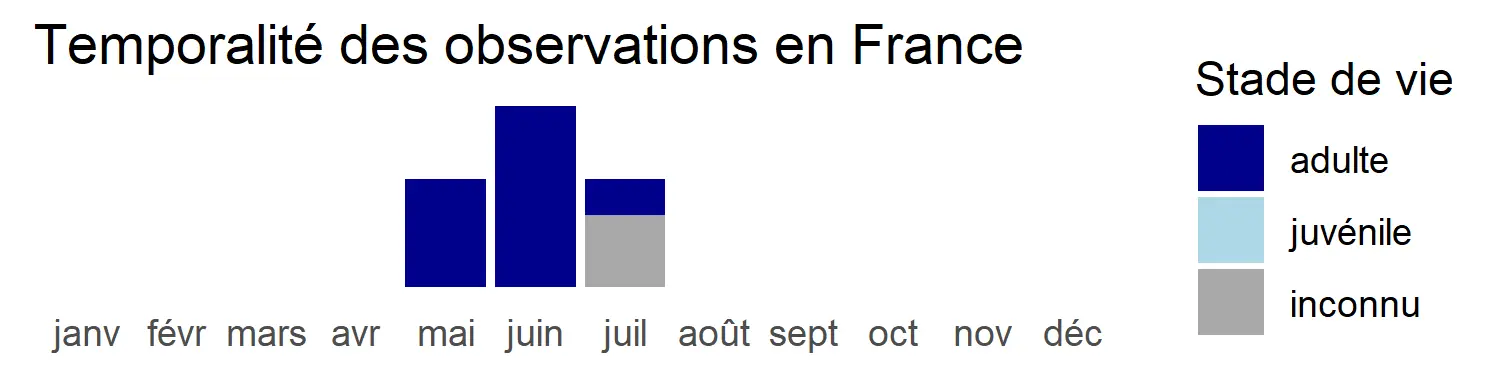 Temporalité des observations en France
janv févr mars avr mai juin juil août sept oct nov déc
Stade de vie
adulte
juvénile
inconnu